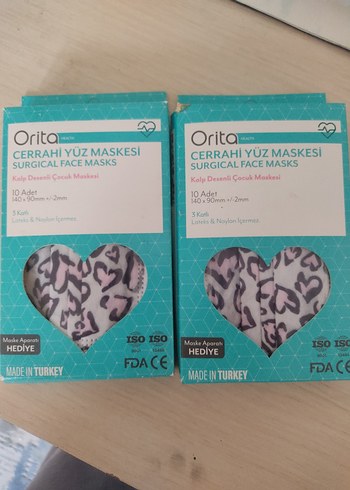 Orita
HEALTH
CERRAHİ YÜZ MASKESİ
SURGICAL FACE MASKS
Kalp Desenli Çocuk Maskesi
10 Adet
140 x 90mm +/-2mm
3 Katlı
Lateks & Naylon İçermez
Maske Aparatı
HEDİYE
ISO ISO
FDA CE
MADE IN TURKEY
Orita
HEALTH
CERRAHİ YÜZ MASKESİ
SURGICAL FACE MASKS
Kalp Desenli Çocuk Maskesi
10 Adet
140 x 90mm +/-2mm
3 Katlı
Lateks & Naylon İçermez
Maske Aparatı
HEDİYE
ISO ISO
FDA CE
MADE IN TURKEY